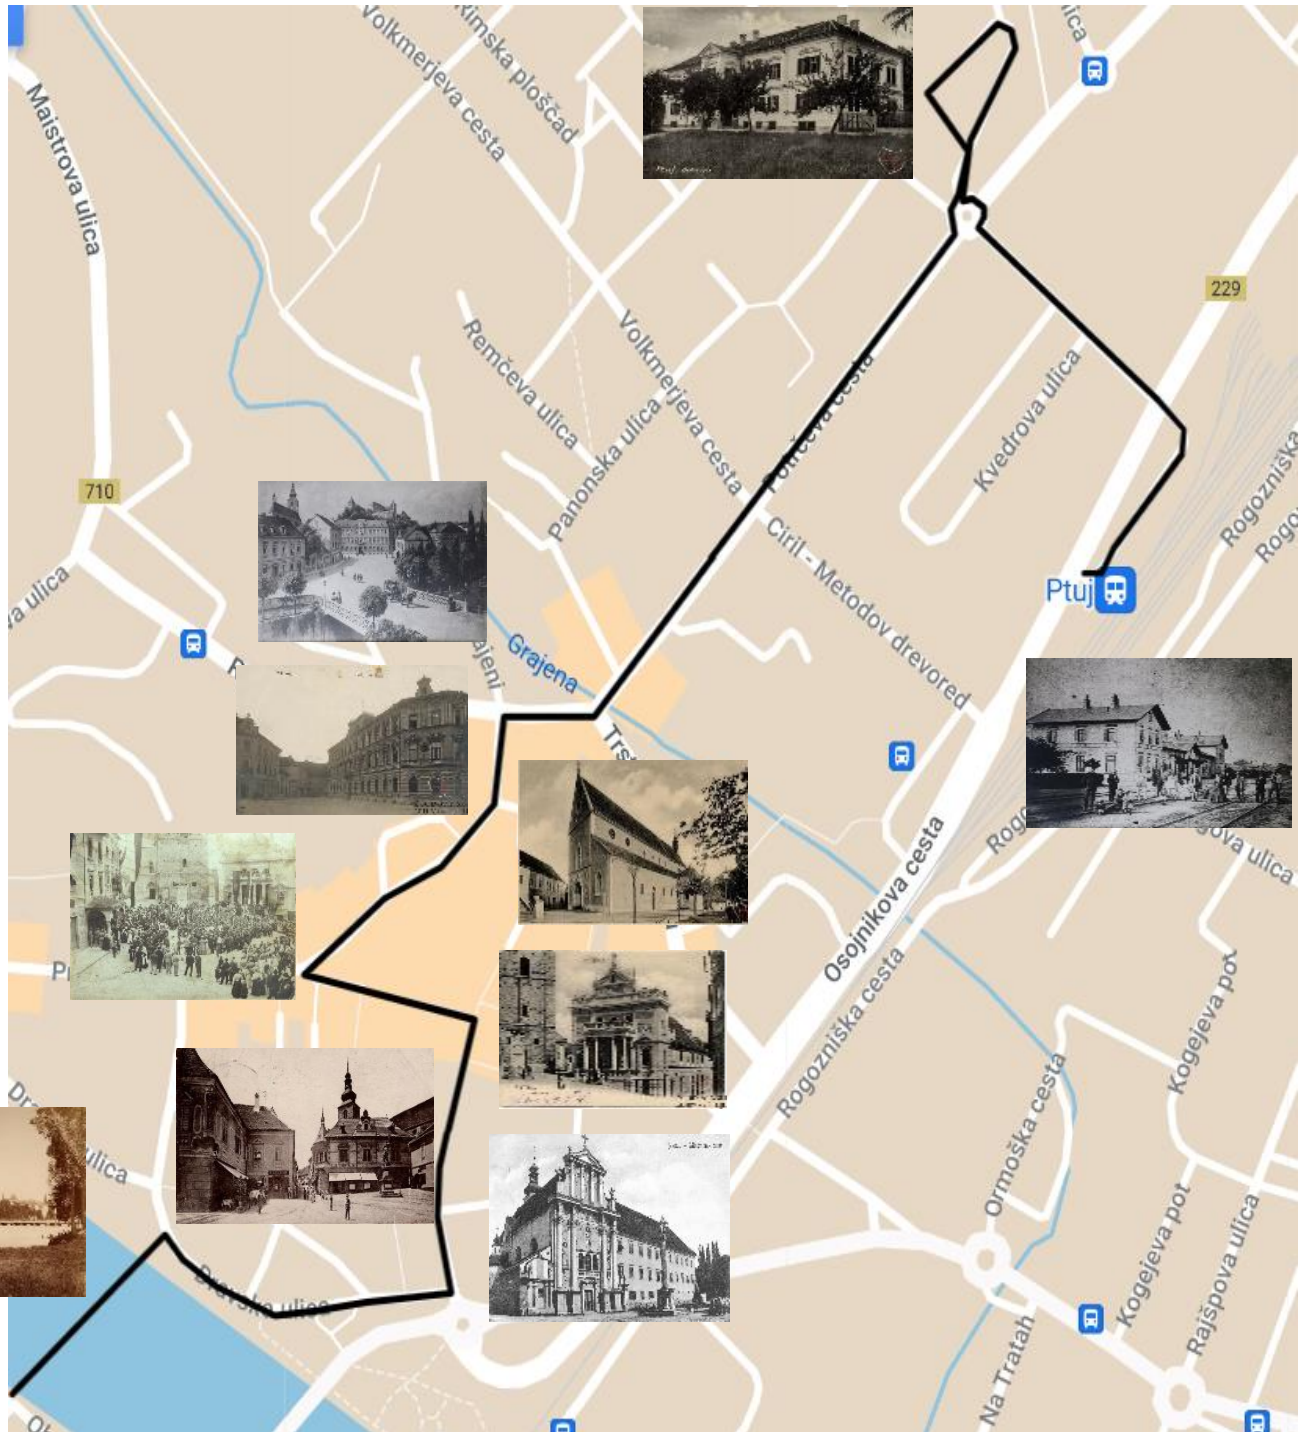 Volkmerjeva cesta
Rimska ploščad
Maistrova ulica
229
Remčeva ulica
Volkmerjeva cesta
Panonska ulica
Potrčeva cesta
Kvedrova ulica
Rogozniška
710
Ciril - Metodov drevored
Ptuj
Grajena
Osojnikova cesta
Rogozniška cesta
Kogejeva pot
Ormoška cesta
Kogejeva pot
Rajšpova ulica
Dravska ulica
Na Tratah